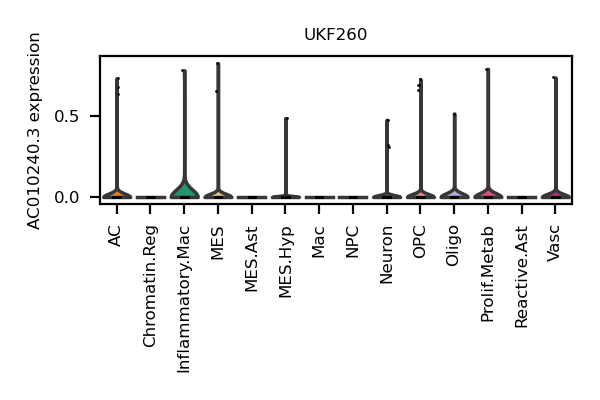 UKF260
AC010240.3 expression
0.5
0.0
AC
Chromatin.Reg
Inflammatory.Mac
MES
MES.Ast
MES.Hyp
Mac
NPC
Neuron
OPC
Oligo
Prolif.Metab
Reactive.Ast
Vasc